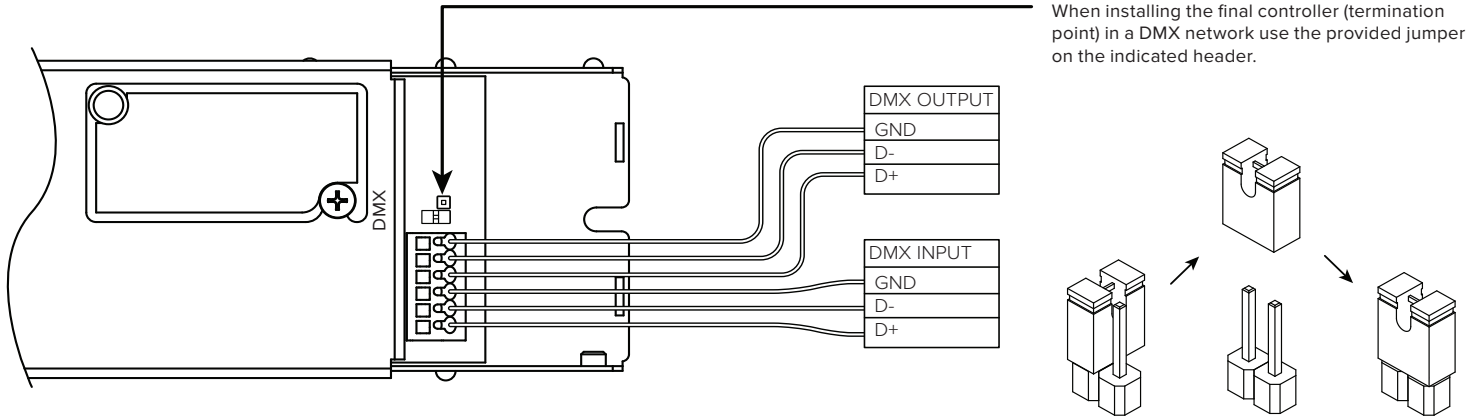 When installing the final controller (termination
point) in a DMX network use the provided jumper
on the indicated header.
DMX
DMX OUTPUT
GND
D-
D+
DMX INPUT
GND
D-
D+